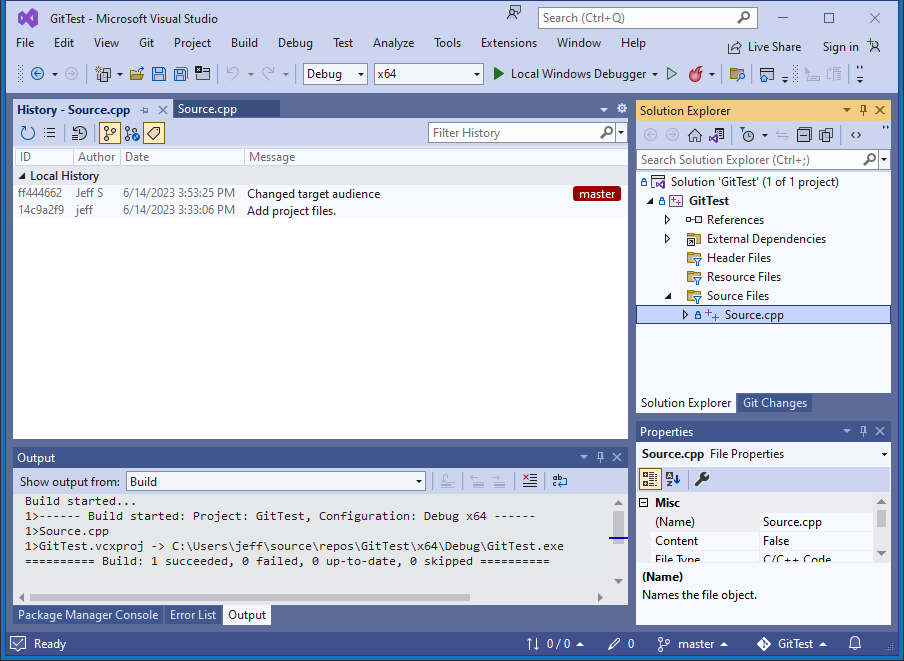 GitTest - Microsoft Visual Studio
Search (Ctrl+Q)
File Edit View Git Project Build Debug Test Analyze Tools Extensions Window Help
Live Share Sign in
Debug x64 Local Windows Debugger
History - Source.cpp Source.cpp
Filter History
ID Author Date Message
Local History
ff444662 Jeff S 6/14/2023 3:53:25 PM Changed target audience master
14c9a2f9 jeff 6/14/2023 3:33:06 PM Add project files.
Solution Explorer
Search Solution Explorer (Ctrl+;)
Solution 'GitTest' (1 of 1 project)
GitTest
References
External Dependencies
Header Files
Resource Files
Source Files
Source.cpp
Solution Explorer Git Changes
Properties
Source.cpp File Properties
Misc
(Name) Source.cpp
Content False
File Type C/C++ Code
(Name)
Names the file object.
Output
Show output from: Build
Build started...
1>------ Build started: Project: GitTest, Configuration: Debug x64 ------
1>Source.cpp
1>GitTest.vcxproj -> C:\Users\jeff\source\repos\GitTest\x64\Debug\GitTest.exe
========== Build: 1 succeeded, 0 failed, 0 up-to-date, 0 skipped ==========
Package Manager Console Error List Output
Ready 0 / 0 0 master GitTest